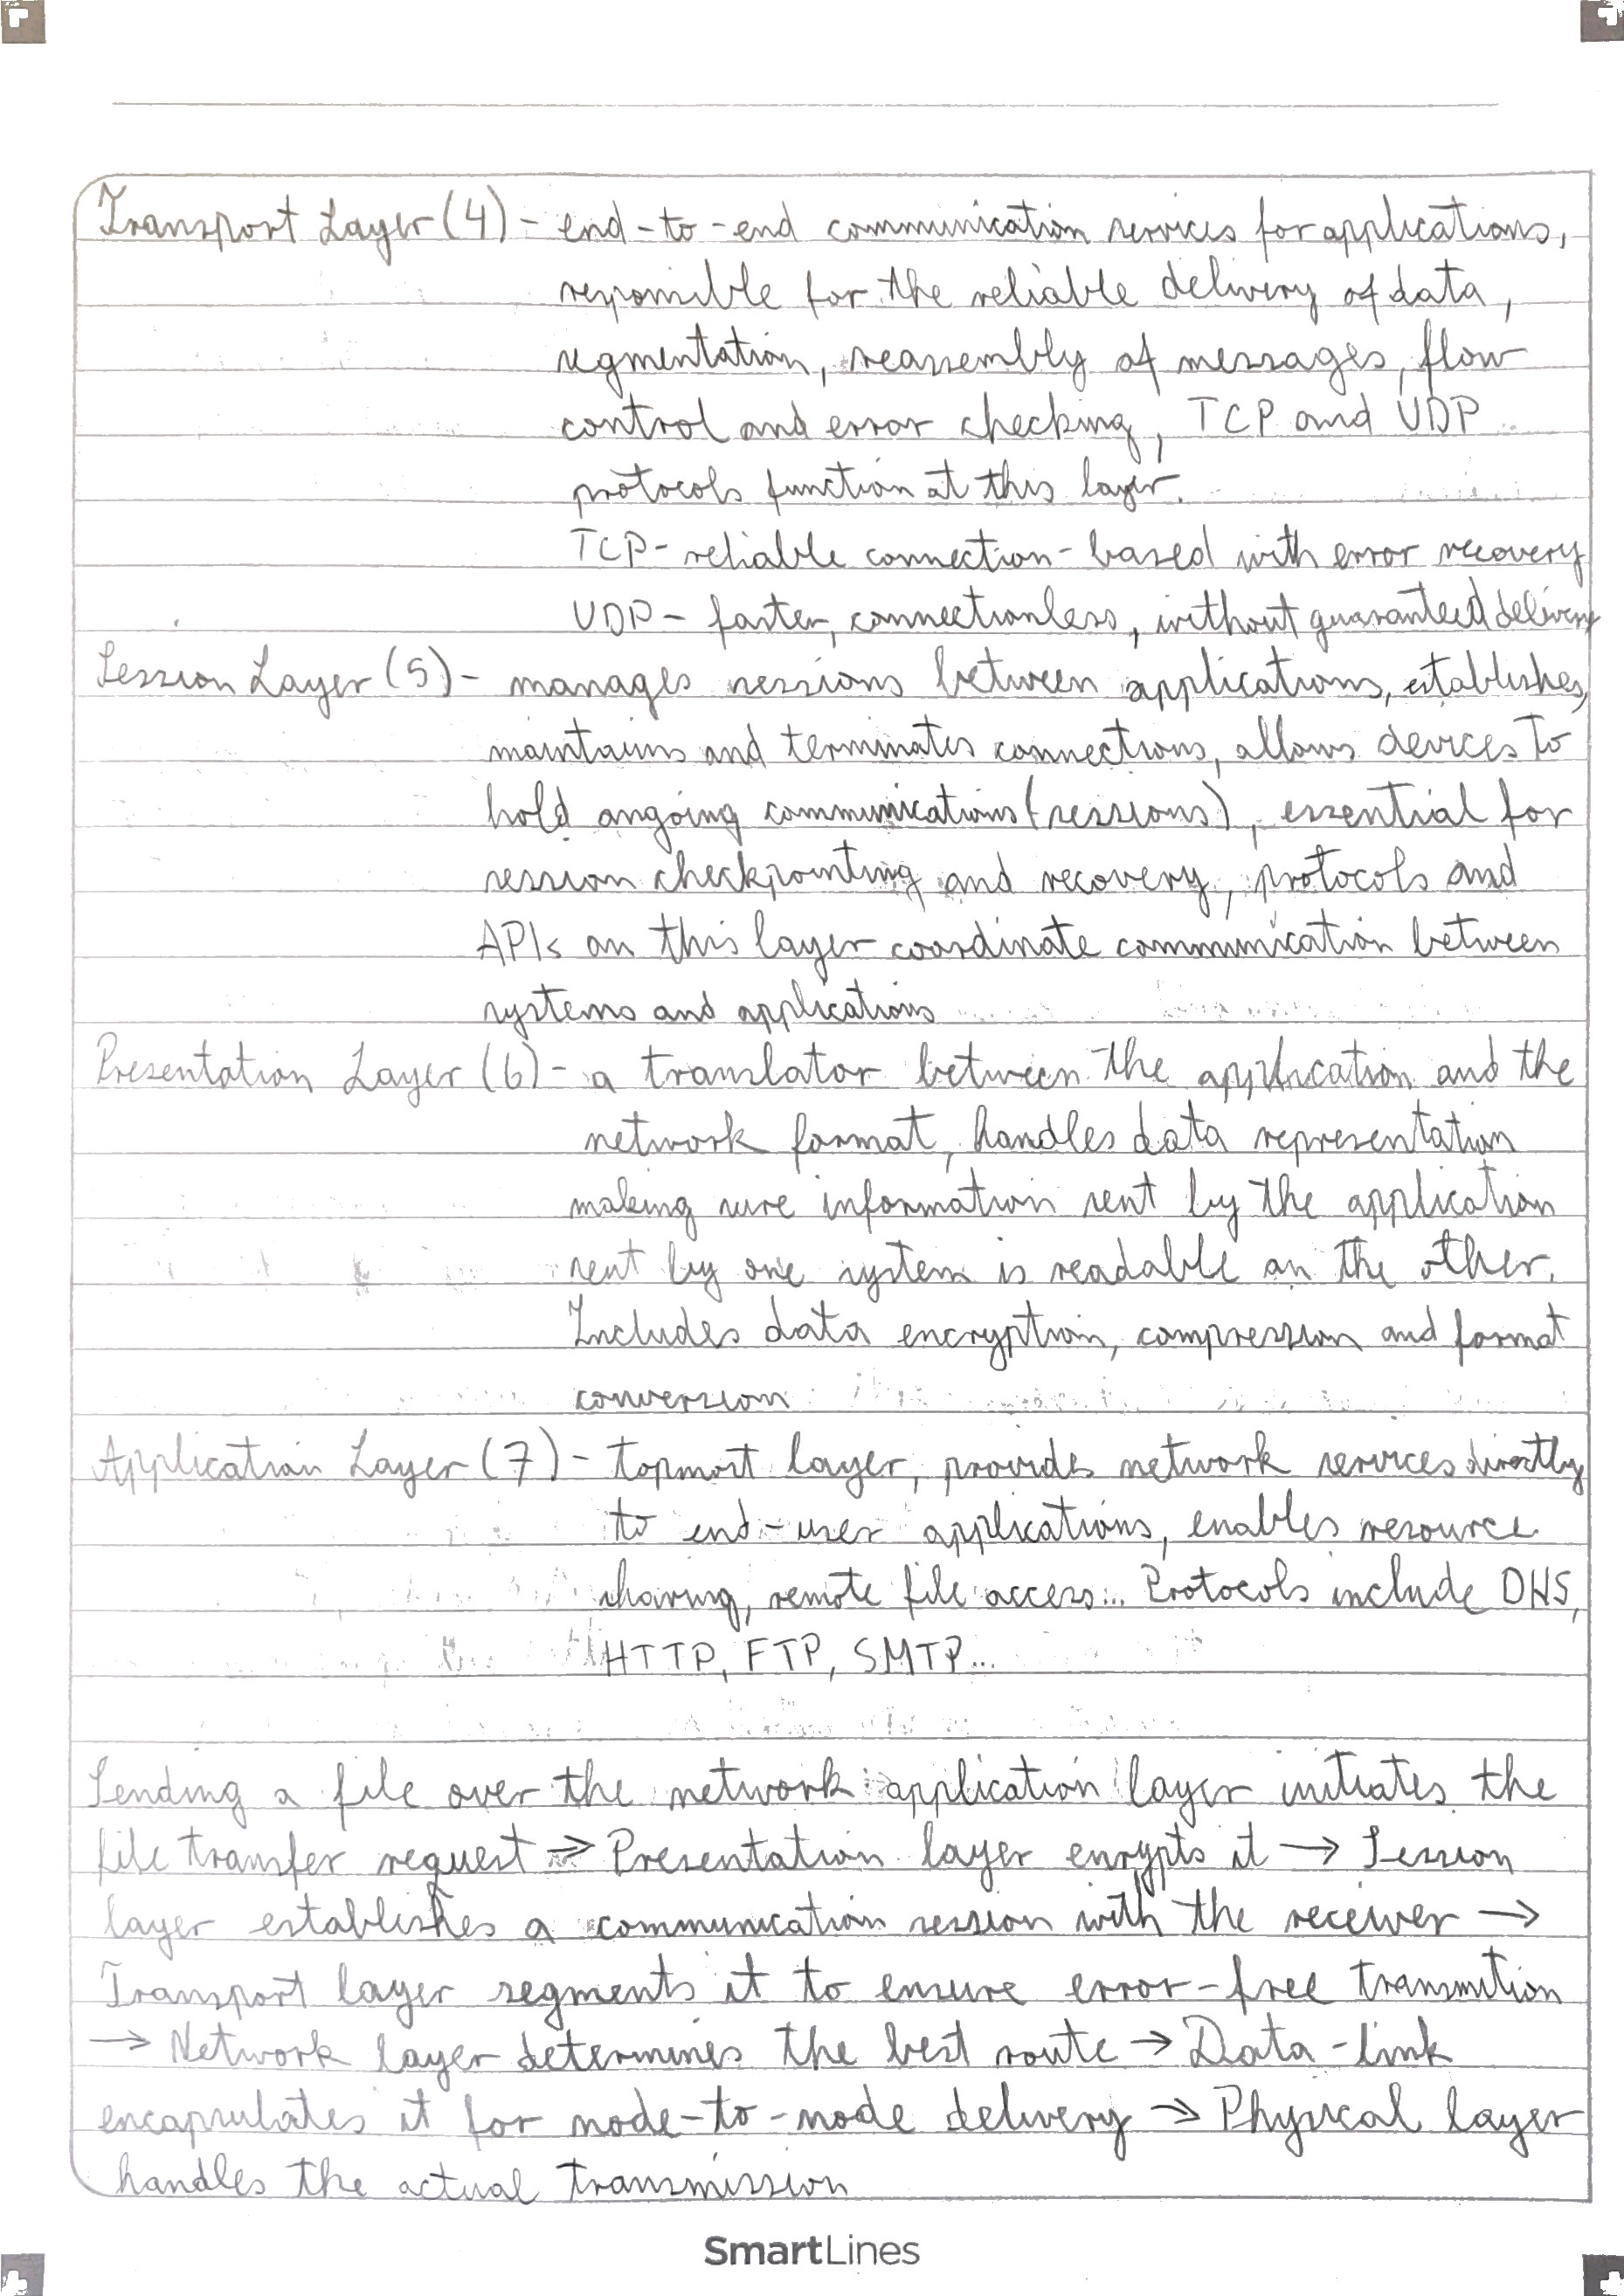 Transport Layer (4) - end-to-end communication services for applications,
responsible for the reliable delivery of data,
segmentation, reassembly of messages, flow
control and error checking, TCP and UDP
protocols function at this layer.
TCP - reliable connection-based with error recovery
UDP - faster, connectionless, without guaranteed delivery
Session Layer (5) - manages sessions between applications, establishes,
maintains and terminates connections, allows devices to
hold ongoing communications (sessions), essential for
session checkpointing and recovery, protocols and
APIs on this layer coordinate communication between
systems and applications
Presentation Layer (6) - a translator between the application and the
network format, handles data representation
making sure information sent by the application
sent by one system is readable on the other.
Includes data encryption, compression and format
conversion
Application Layer (7) - topmost layer, provides network services directly
to end-user applications, enables resource
sharing, remote file access... Protocols include DNS,
HTTP, FTP, SMTP...
Sending a file over the network: application layer initiates the
file transfer request → Presentation layer enrypts it → Session
layer establishes a communication session with the receiver →
Transport layer segments it to ensure error-free transmition
→ Network layer determines the best route → Data-link
encapsulates it for node-to-node delivery → Physical layer
handles the actual transmission
SmartLines